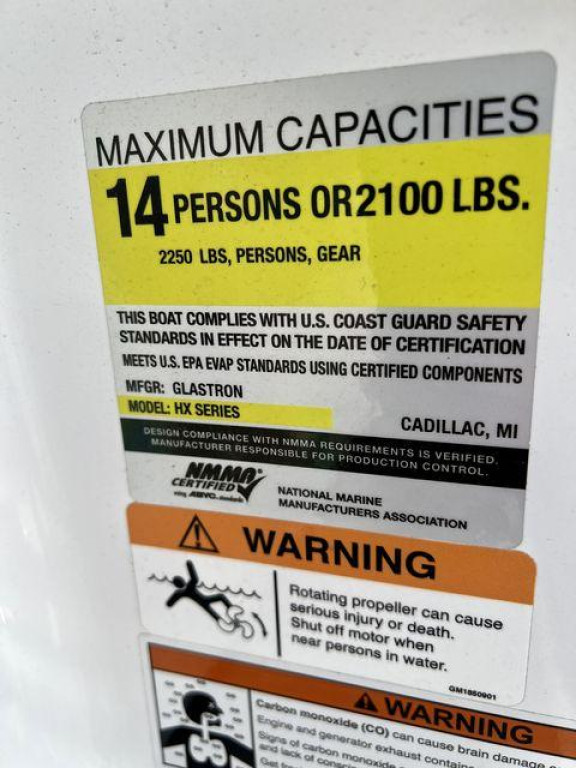 MAXIMUM CAPACITIES
14 PERSONS OR 2100 LBS.
2250 LBS, PERSONS, GEAR
THIS BOAT COMPLIES WITH U.S. COAST GUARD SAFETY
STANDARDS IN EFFECT ON THE DATE OF CERTIFICATION
MEETS U.S. EPA EVAP STANDARDS USING CERTIFIED COMPONENTS
MFGR: GLASTRON
MODEL: HX SERIES
CADILLAC, MI
DESIGN COMPLIANCE WITH NMMA REQUIREMENTS IS VERIFIED.
MANUFACTURER RESPONSIBLE FOR PRODUCTION CONTROL.
NMMA
CERTIFIED
using ABYC standards
NATIONAL MARINE
MANUFACTURERS ASSOCIATION
WARNING
Rotating propeller can cause
serious injury or death.
Shut off motor when
near persons in water.
GM1850901
WARNING
Carbon monoxide (CO) can cause brain damage
Engine and generator exhaust
Signs of carbon monoxide
and lack of